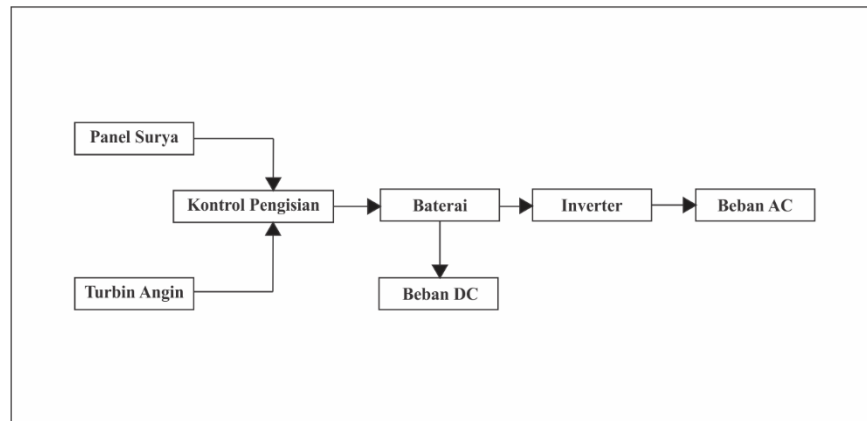 Panel Surya
Kontrol Pengisian
Baterai
Inverter
Beban AC
Turbin Angin
Beban DC